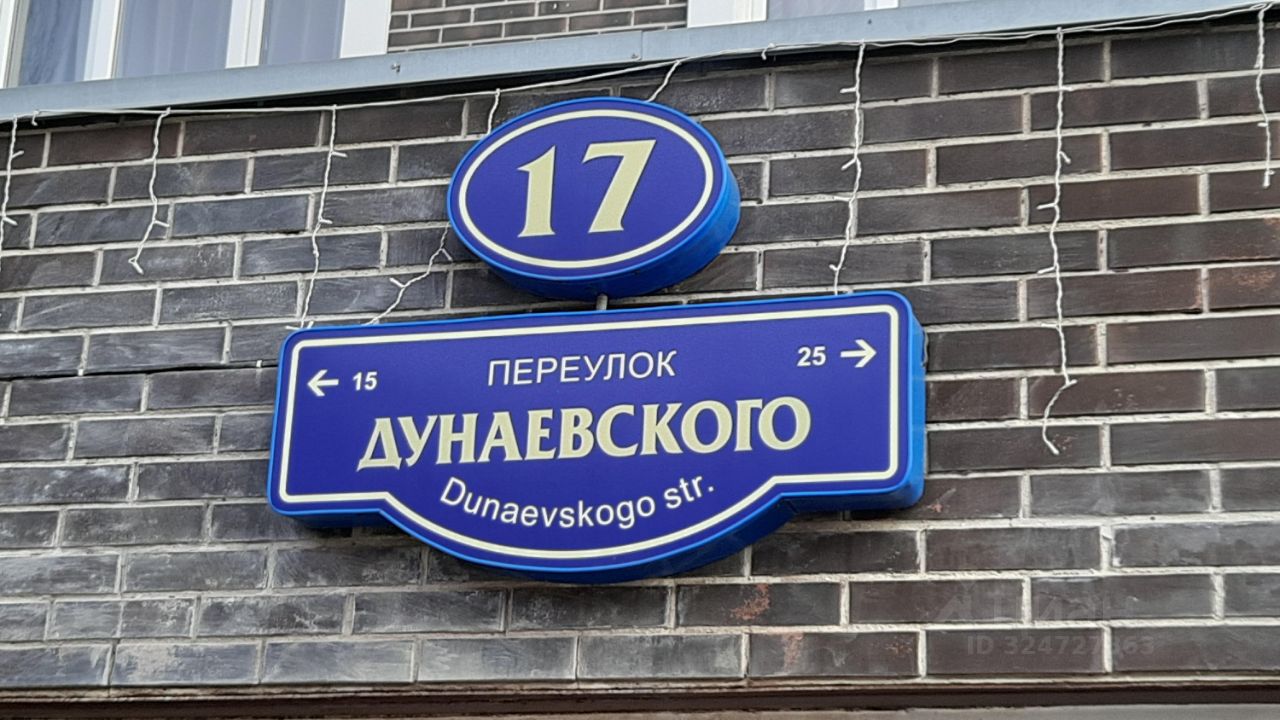 17
ПЕРЕУЛОК
← 15
25 →
ДУНАЕВСКОГО
Dunaevskogo str.